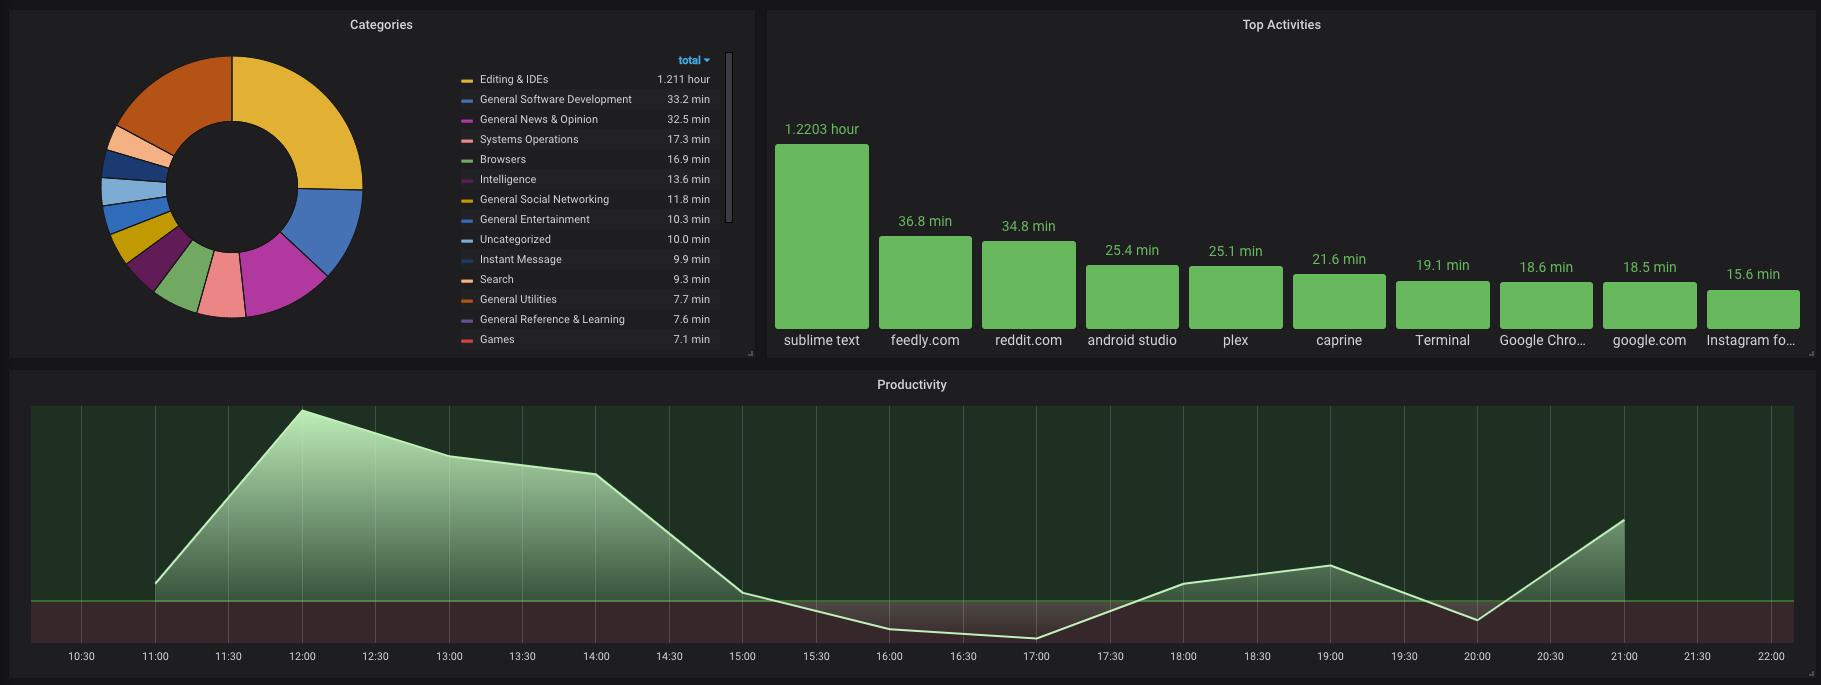 Categories
total
Editing & IDEs 1.211 hour
General Software Development 33.2 min
General News & Opinion 32.5 min
Systems Operations 17.3 min
Browsers 16.9 min
Intelligence 13.6 min
General Social Networking 11.8 min
General Entertainment 10.3 min
Uncategorized 10.0 min
Instant Message 9.9 min
Search 9.3 min
General Utilities 7.7 min
General Reference & Learning 7.6 min
Games 7.1 min
Top Activities
1.2203 hour 36.8 min 34.8 min 25.4 min 25.1 min 21.6 min 19.1 min 18.6 min 18.5 min 15.6 min
sublime text feedly.com reddit.com android studio plex caprine Terminal Google Chro... google.com Instagram fo...
Productivity
10:30 11:00 11:30 12:00 12:30 13:00 13:30 14:00 14:30 15:00 15:30 16:00 16:30 17:00 17:30 18:00 18:30 19:00 19:30 20:00 20:30 21:00 21:30 22:00